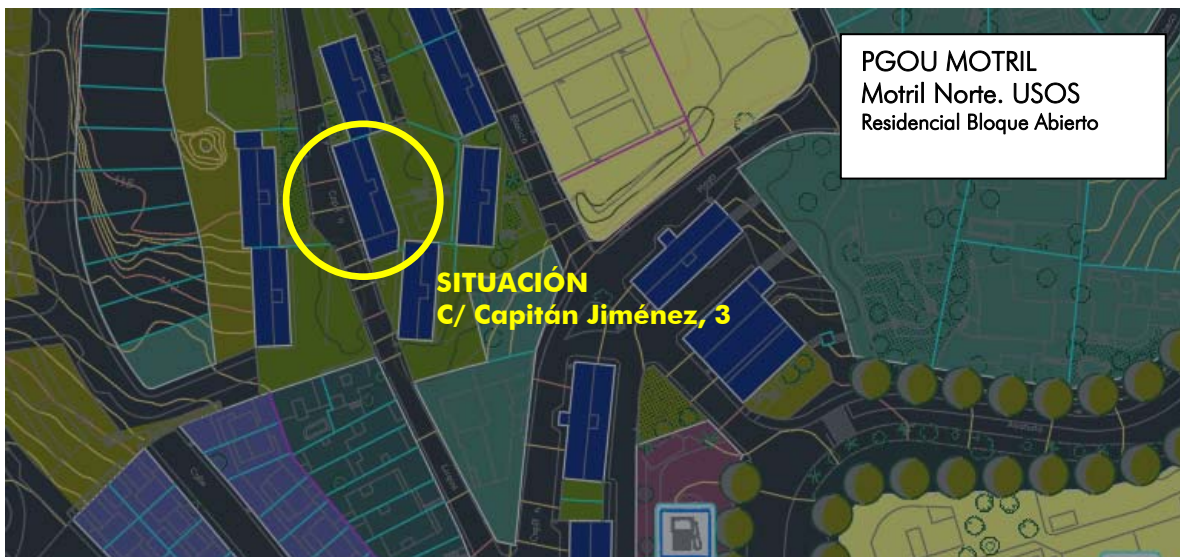 PGOU MOTRIL
Motril Norte. USOS
Residencial Bloque Abierto
SITUACIÓN
C/ Capitán Jiménez, 3